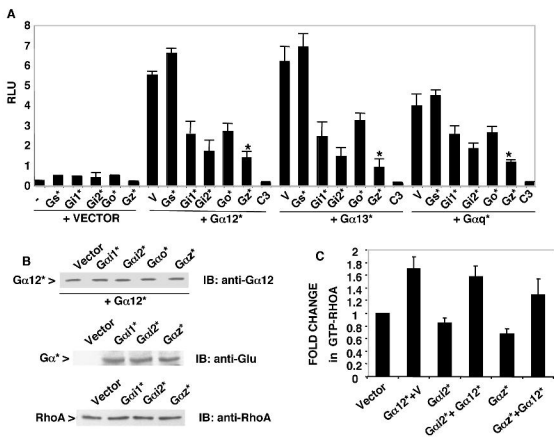 A
8
7
6
5
4
3
2
1
0
RLU
* * *
- Gs* Gi1* Gi2* Go* Gz* V Gs* Gi1* Gi2* Go* Gz* C3 V Gs* Gi1* Gi2* Go* Gz* C3 V Gs* Gi1* Gi2* Go* Gz* C3
+ VECTOR + Gα12* + Gα13* + Gαq*
B
Vector Gαi1* Gαi2* Gαo* Gαz*
Gα12* > IB: anti-Gα12
+ Gα12*
Vector Gαi1* Gαi2* Gαz*
Gα* > IB: anti-Glu
Vector Gαi1* Gαi2* Gαz*
RhoA > IB: anti-RhoA
C
2
1.8
1.6
1.4
1.2
1
0.8
0.6
0.4
0.2
0
FOLD CHANGE
in GTP-RHOA
Vector Gα12*+V Gαi2* Gαi2*+ Gα12* Gαz* Gαz*+Gα12*